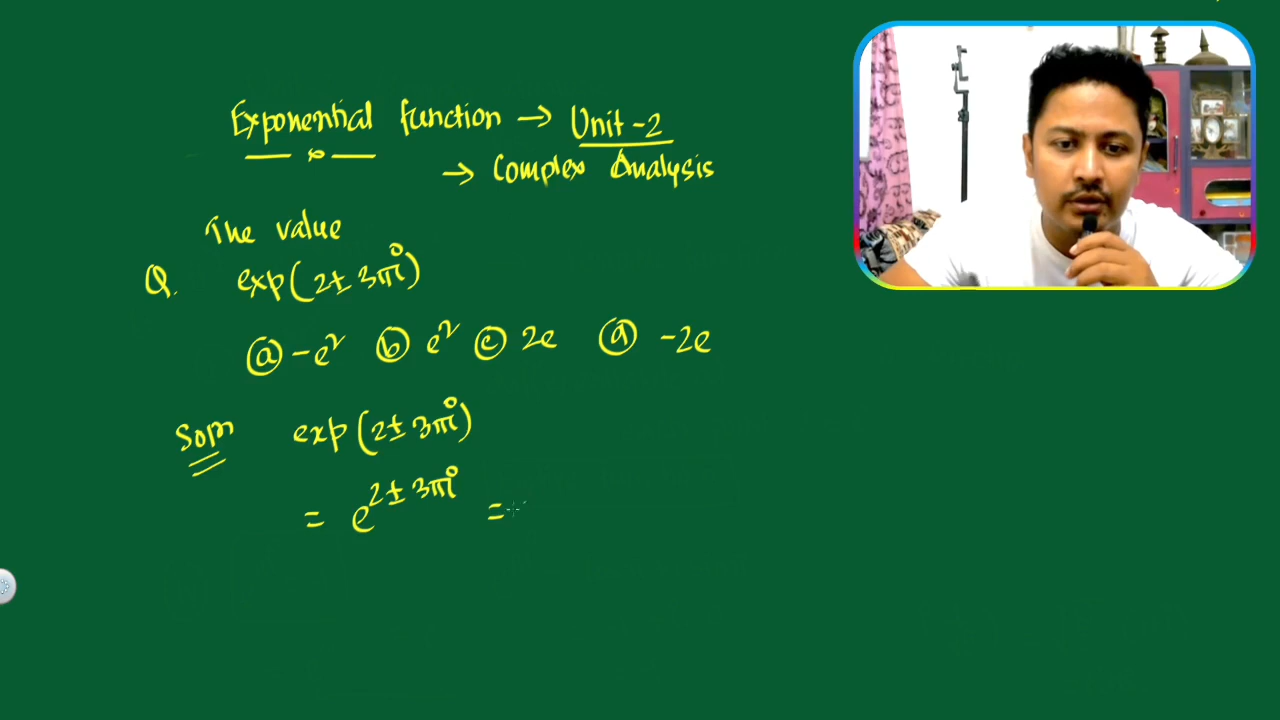 Exponential function → Unit-2
→ Complex Analysis
The value
Q. exp(2±3πi)
ⓐ -e² ⓑ e² ⓒ 2e ⓓ -2e
Soln exp(2±3πi)
= e^{2±3πi} =